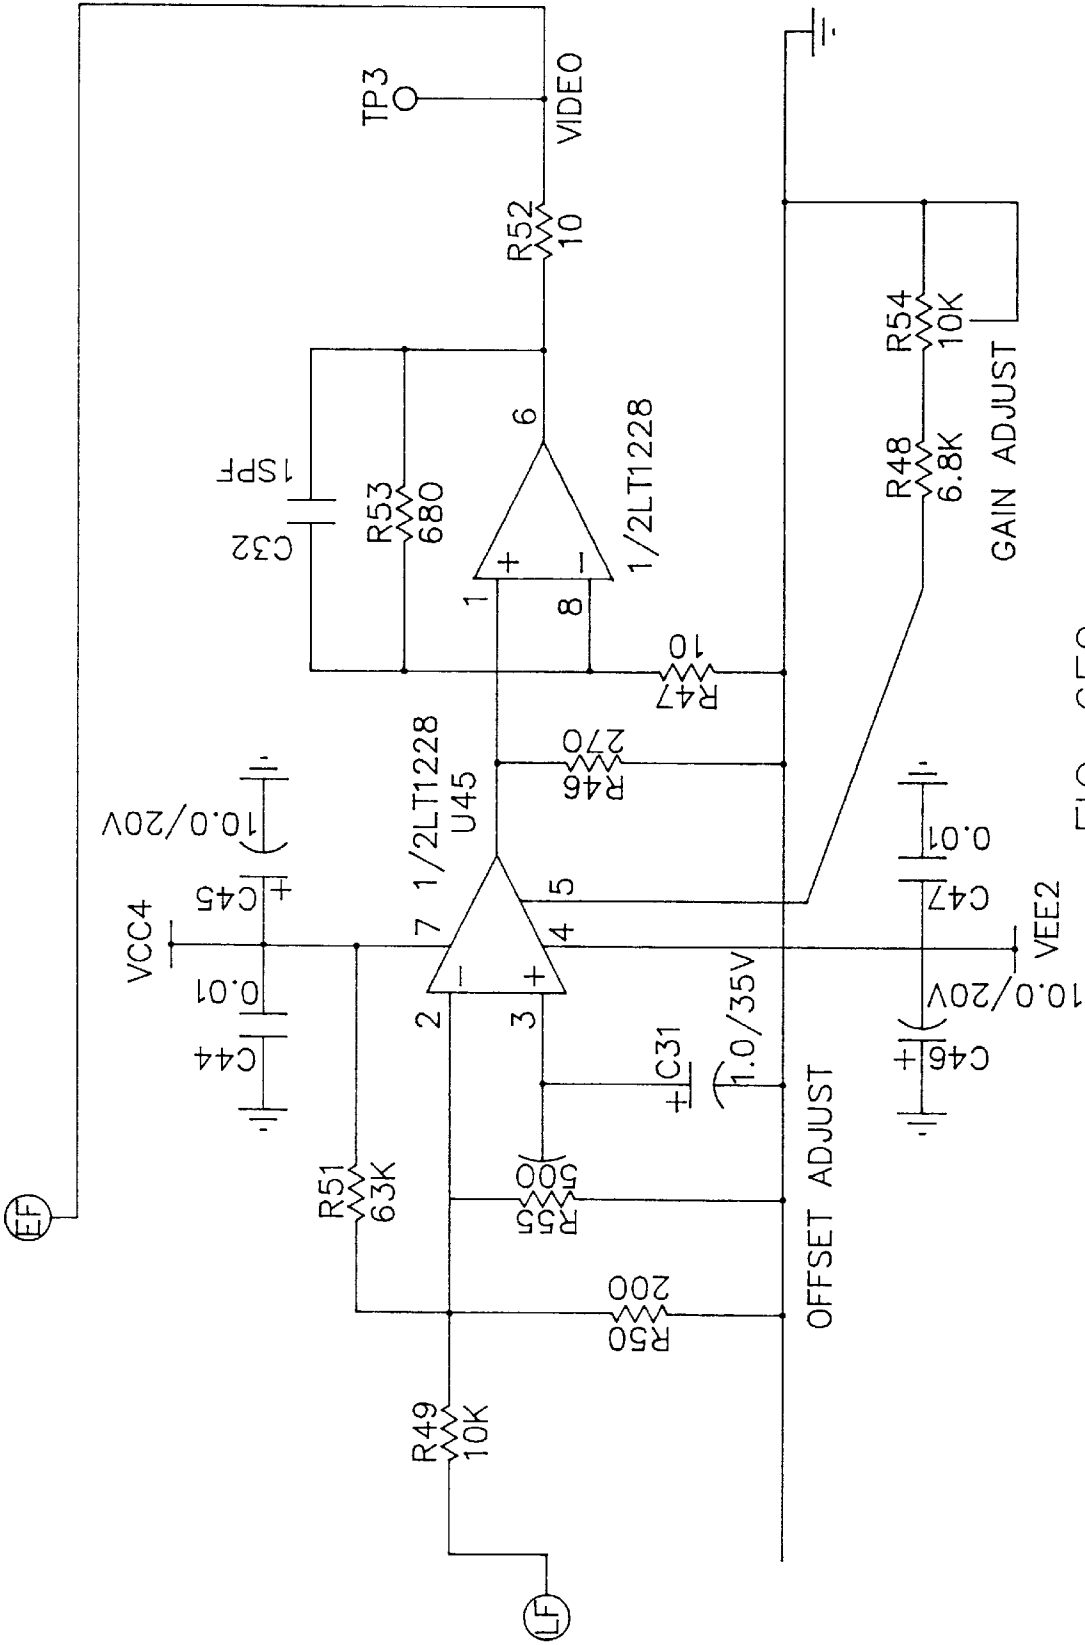 EF
TP3
VIDEO
R52
10
1SPF
C32
R53
680
6
1
8
+
–
1/2LT1228
R47
10
R46
270
1/2LT1228
U45
VCC4
10.0/20V
C45
+
0.01
C44
7
5
4
2
3
–
+
R51
63K
R55
500
C31
+
1.0/35V
R50
200
R49
10K
LF
OFFSET ADJUST
R54
10K
R48
6.8K
GAIN ADJUST
0.01
C47
VEE2
10.0/20V
C46
+